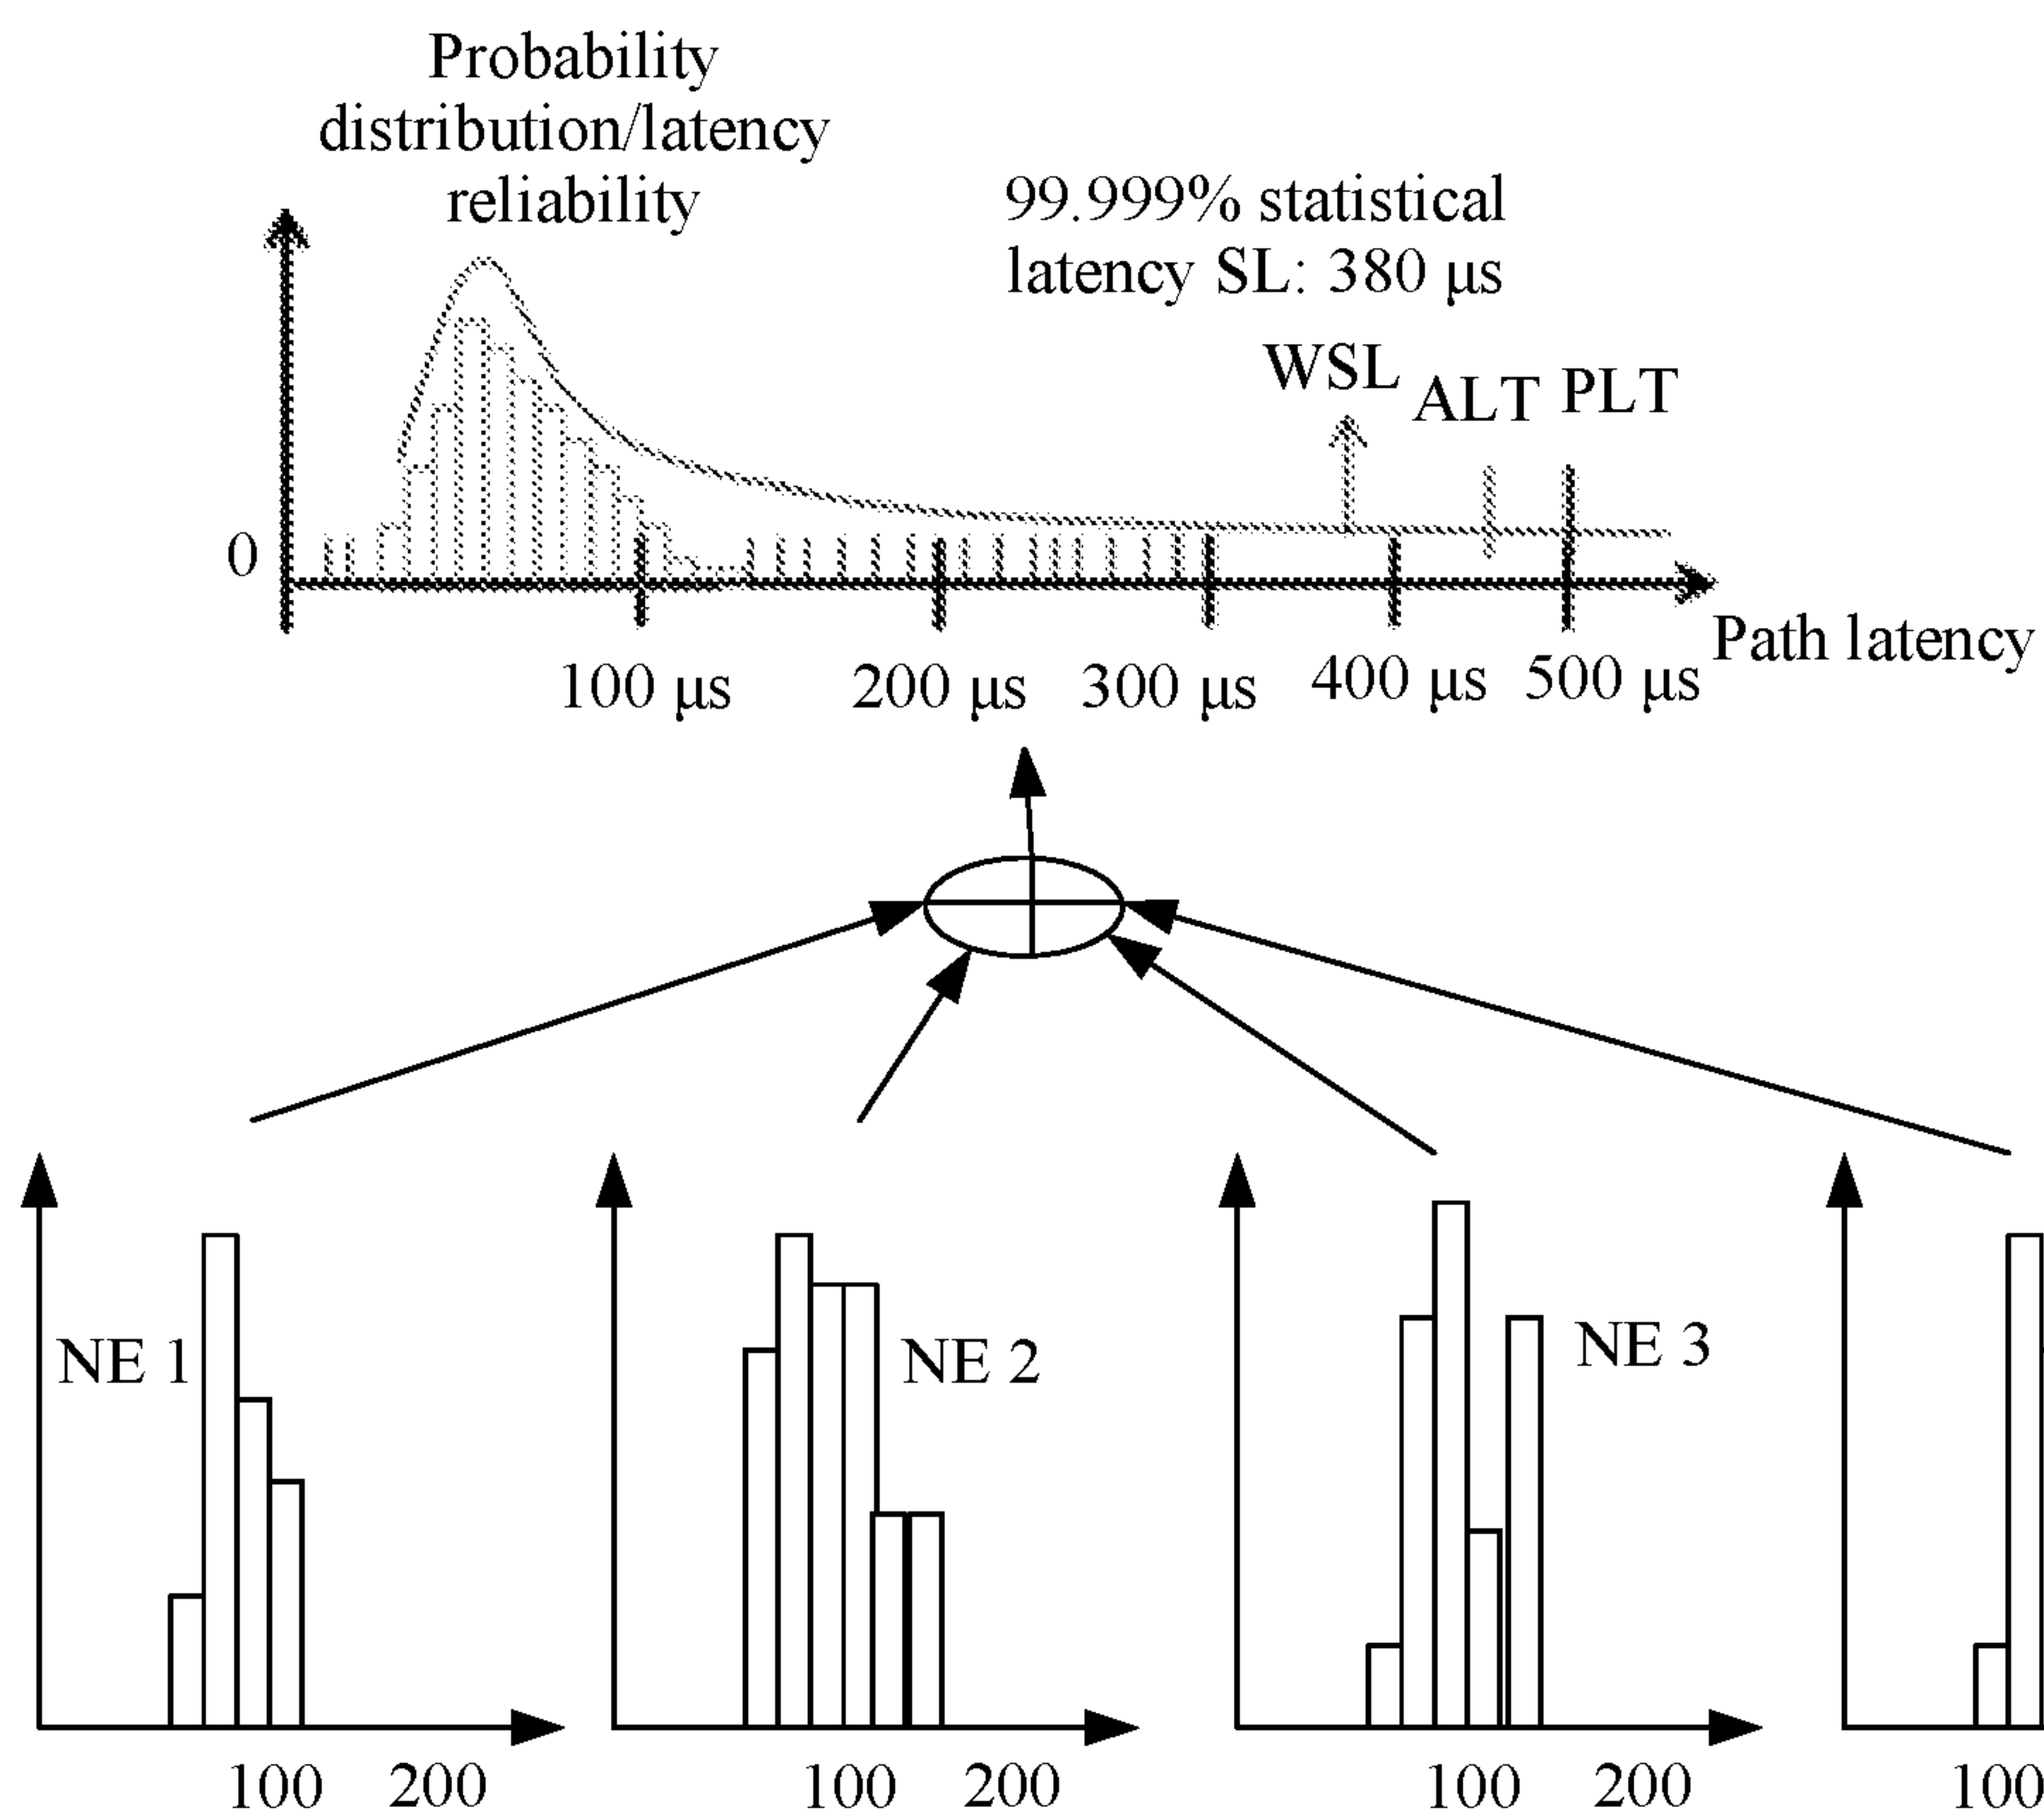 Probability
distribution/latency
reliability
99.999% statistical
latency SL: 380 μs
WSL
ALT
PLT
0
Path latency
100 μs
200 μs
300 μs
400 μs
500 μs
NE 1
NE 2
NE 3
100
200
100
200
100
200
100